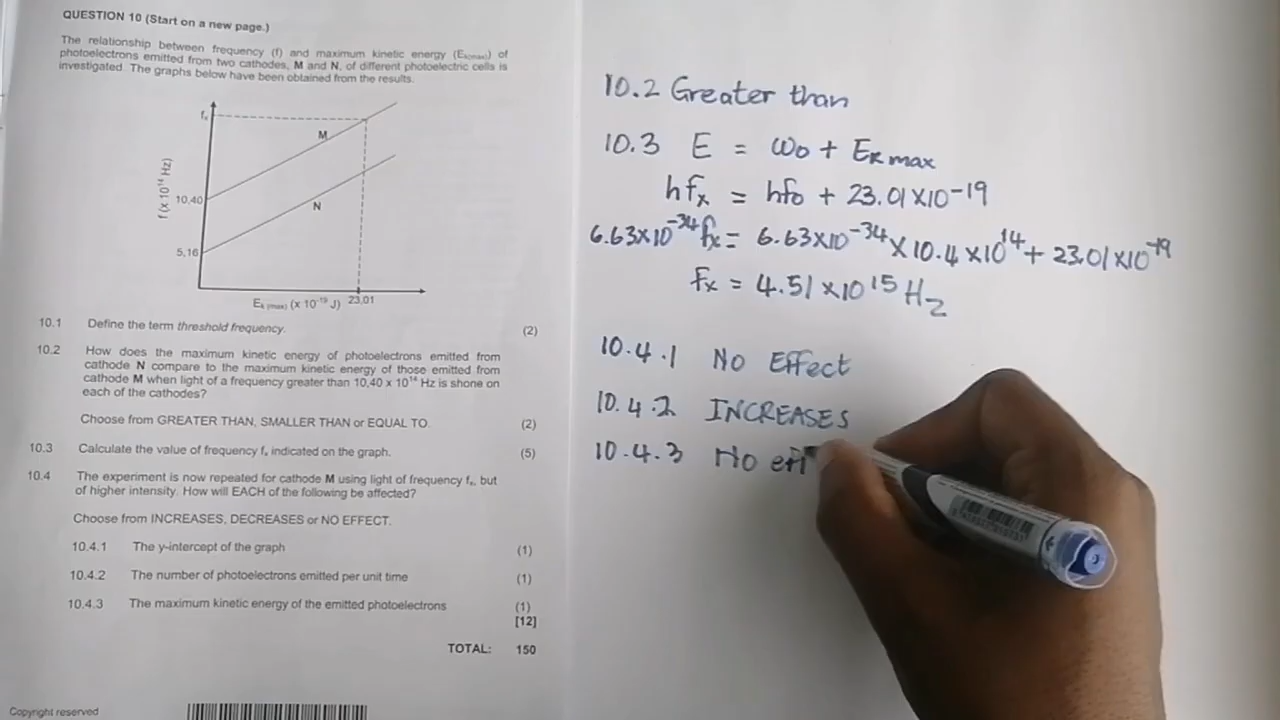 QUESTION 10 (Start on a new page.)
The relationship between frequency (f) and maximum kinetic energy (Ek(max)) of
photoelectrons emitted from two cathodes, M and N, of different photoelectric cells is
investigated. The graphs below have been obtained from the results.
fx
M
f (x 10¹⁴ Hz)
10,40
N
5,16
Ek(max) (x 10⁻¹⁹ J)
23,01
10.1 Define the term threshold frequency. (2)
10.2 How does the maximum kinetic energy of photoelectrons emitted from
cathode N compare to the maximum kinetic energy of those emitted from
cathode M when light of a frequency greater than 10,40 x 10¹⁴ Hz is shone on
each of the cathodes?
Choose from GREATER THAN, SMALLER THAN or EQUAL TO. (2)
10.3 Calculate the value of frequency fx indicated on the graph. (5)
10.4 The experiment is now repeated for cathode M using light of frequency fx, but
of higher intensity. How will EACH of the following be affected?
Choose from INCREASES, DECREASES or NO EFFECT.
10.4.1 The y-intercept of the graph (1)
10.4.2 The number of photoelectrons emitted per unit time (1)
10.4.3 The maximum kinetic energy of the emitted photoelectrons (1)
[12]
TOTAL: 150
Copyright reserved
10.2 Greater than
10.3 E = W0 + EKmax
hfx = hf0 + 23.01×10⁻¹⁹
6.63×10⁻³⁴fx = 6.63×10⁻³⁴ × 10.4×10¹⁴ + 23.01×10⁻¹⁹
fx = 4.51×10¹⁵ Hz
10.4.1 No Effect
10.4.2 INCREASES
10.4.3 No eff